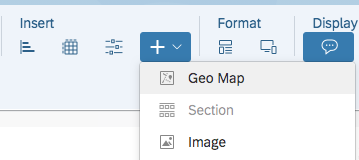 Insert Format Display
Geo Map
Section
Image